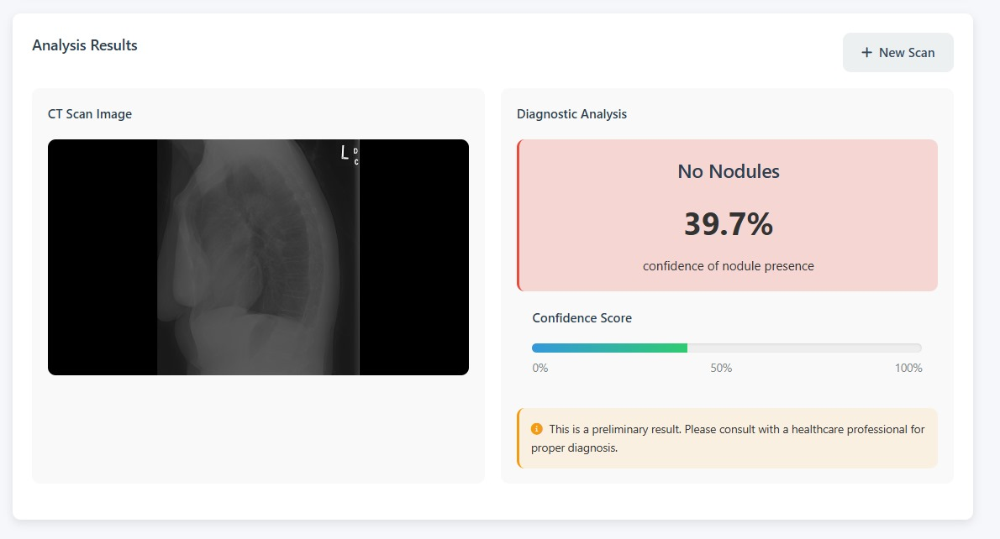 Analysis Results
+ New Scan
CT Scan Image
L D
C
Diagnostic Analysis
No Nodules
39.7%
confidence of nodule presence
Confidence Score
0% 50% 100%
This is a preliminary result. Please consult with a healthcare professional for
proper diagnosis.